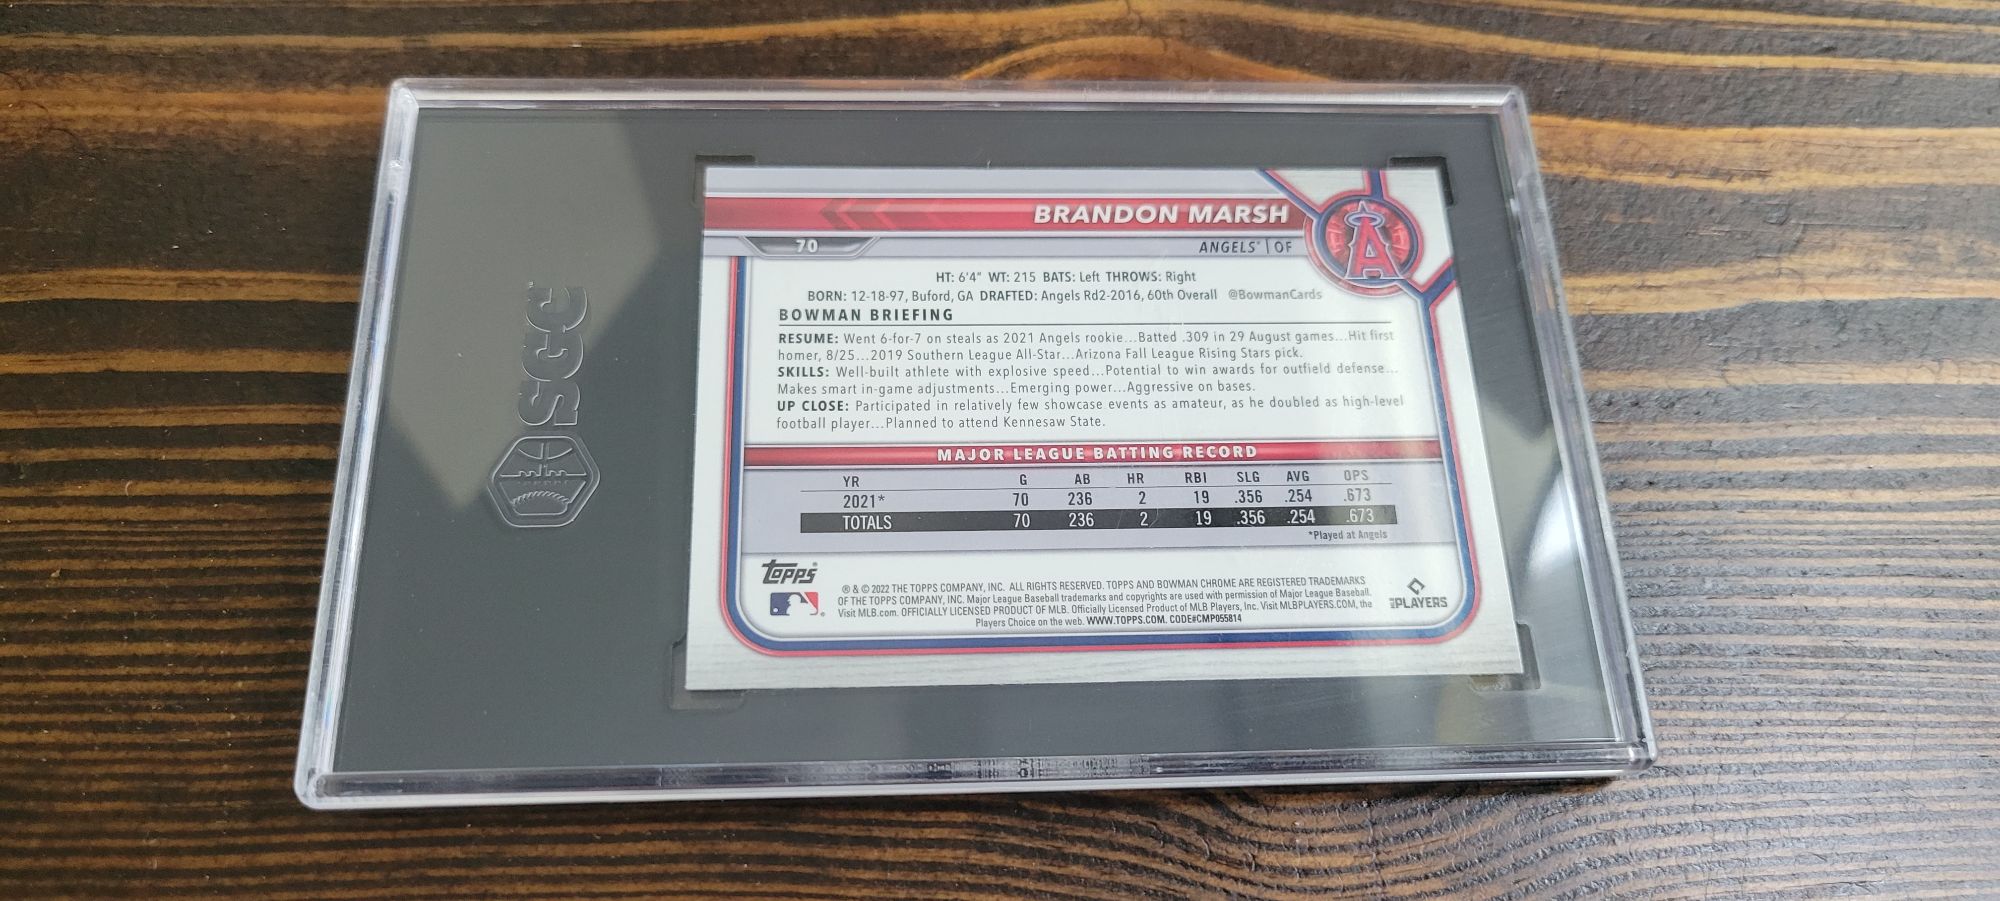 SGC
BRANDON MARSH
70
ANGELS | OF
A
HT: 6'4" WT: 215 BATS: Left THROWS: Right
BORN: 12-18-97, Buford, GA DRAFTED: Angels Rd2-2016, 60th Overall @BowmanCards
BOWMAN BRIEFING
RESUME: Went 6-for-7 on steals as 2021 Angels rookie...Batted .309 in 29 August games...Hit first
homer, 8/25...2019 Southern League All-Star...Arizona Fall League Rising Stars pick.
SKILLS: Well-built athlete with explosive speed...Potential to win awards for outfield defense...
Makes smart in-game adjustments...Emerging power...Aggressive on bases.
UP CLOSE: Participated in relatively few showcase events as amateur, as he doubled as high-level
football player...Planned to attend Kennesaw State.
MAJOR LEAGUE BATTING RECORD
YR G AB HR RBI SLG AVG OPS
2021* 70 236 2 19 .356 .254 .673
TOTALS 70 236 2 19 .356 .254 .673
*Played at Angels
Topps
® & © 2022 THE TOPPS COMPANY, INC. ALL RIGHTS RESERVED. TOPPS AND BOWMAN CHROME ARE REGISTERED TRADEMARKS
OF THE TOPPS COMPANY, INC. Major League Baseball trademarks and copyrights are used with permission of Major League Baseball.
Visit MLB.com. OFFICIALLY LICENSED PRODUCT OF MLB. Officially Licensed Product of MLB Players, Inc. Visit MLBPLAYERS.COM, the
Players Choice on the web. WWW.TOPPS.COM. CODE#CMP055814
PLAYERS